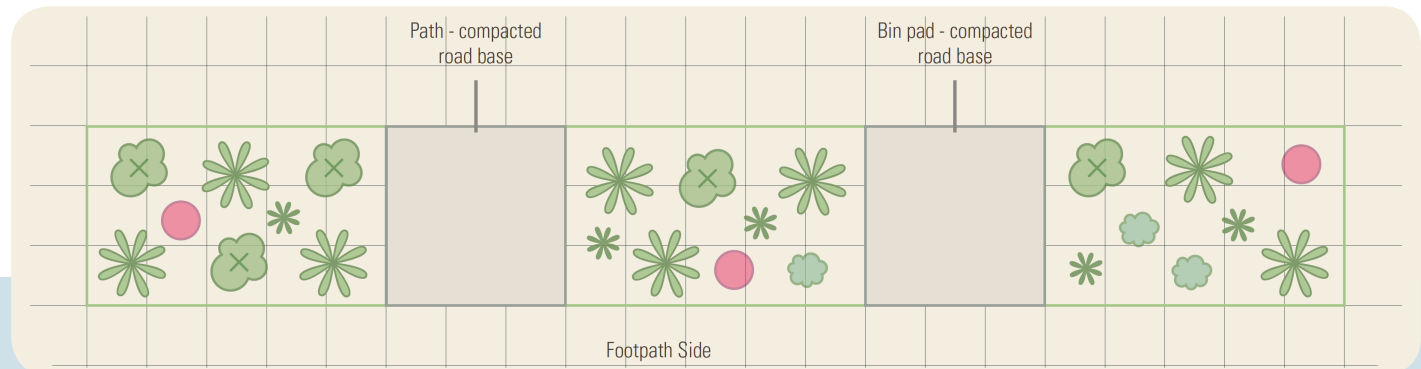 Path - compacted
road base
Bin pad - compacted
road base
Footpath Side